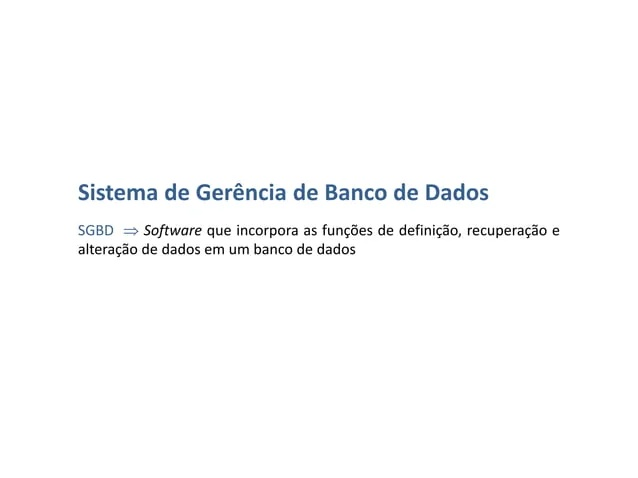 Sistema de Gerência de Banco de Dados
SGBD ⇒ Software que incorpora as funções de definição, recuperação e
alteração de dados em um banco de dados